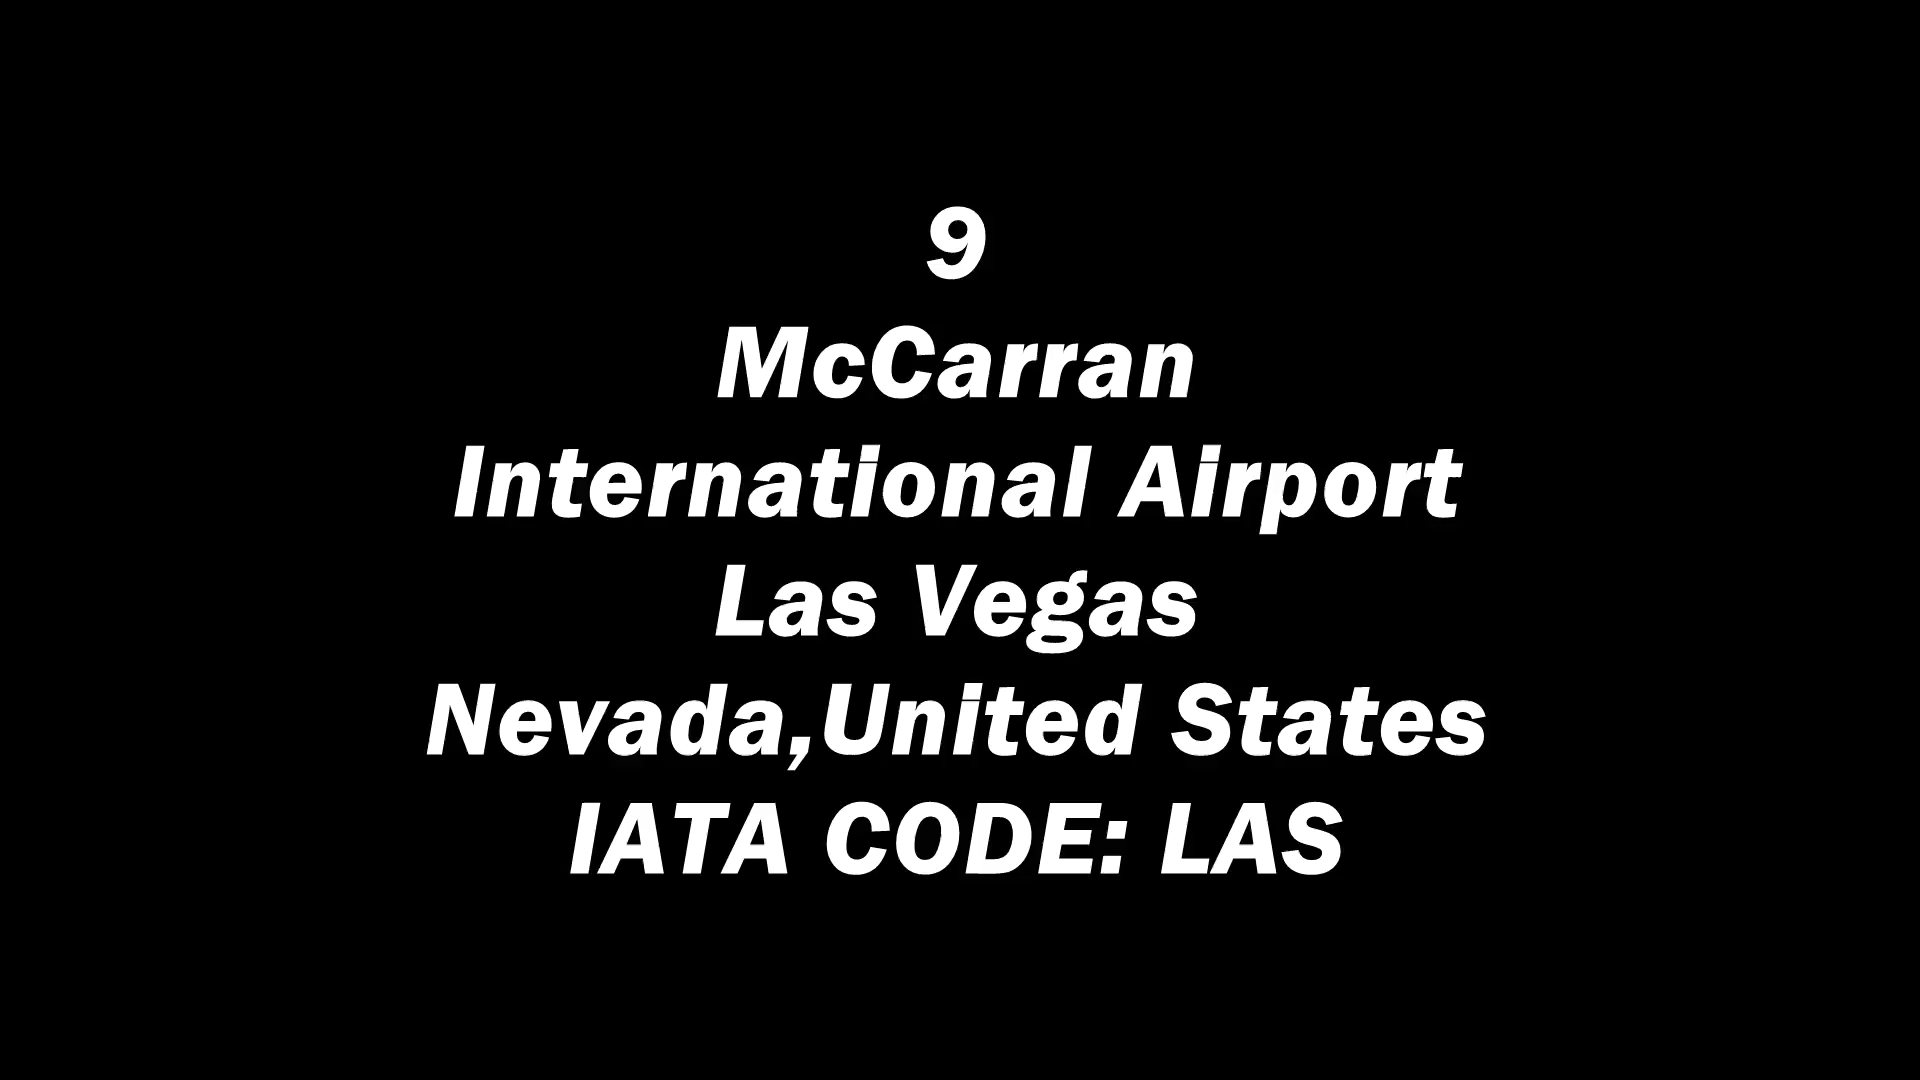 9
McCarran
International Airport
Las Vegas
Nevada,United States
IATA CODE: LAS